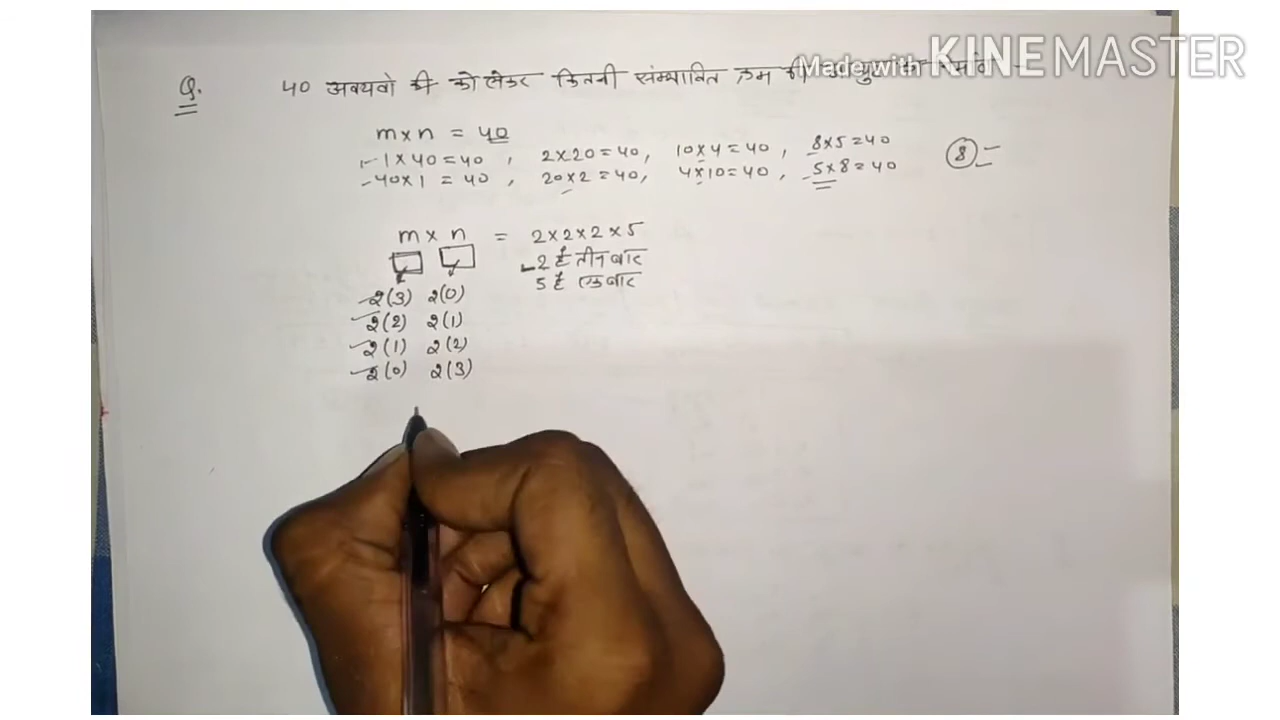 Made with KINEMASTER
Q. 40 अवयवो की को लेकर कितनी संम्भावित क्रम की
m×n = 40
1×40=40, 2×20=40, 10×4=40, 8×5=40
40×1=40, 20×2=40, 4×10=40, 5×8=40 8
m × n = 2×2×2×5
2 है तीन बार
5 है एक बार
2(3) 2(0)
2(2) 2(1)
2(1) 2(2)
2(0) 2(3)